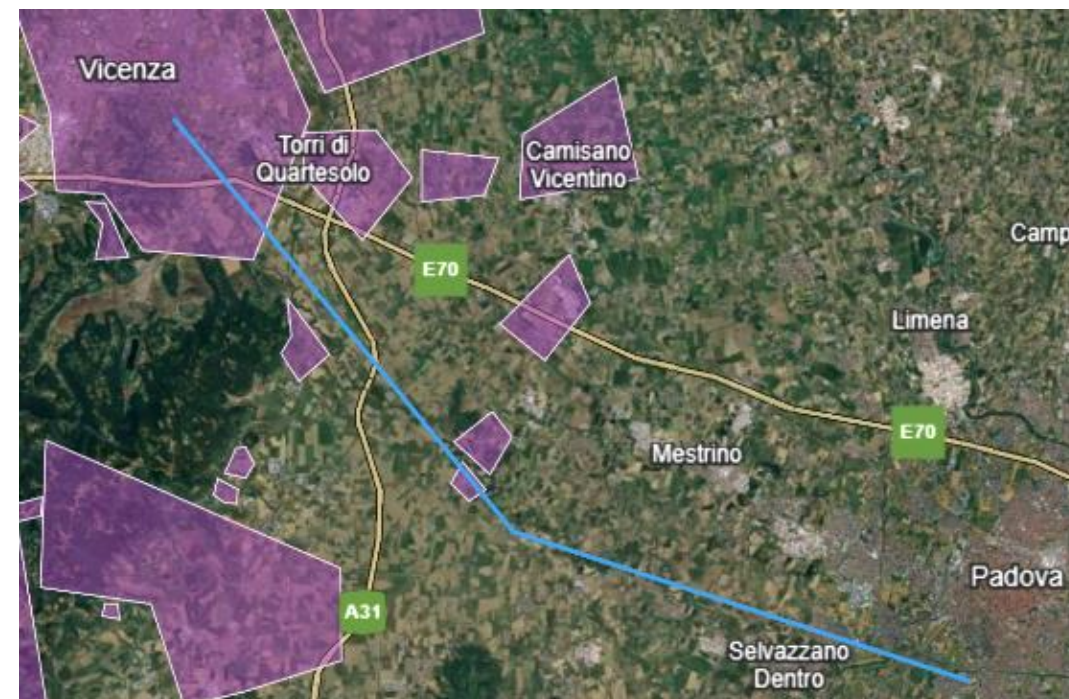 Vicenza
Torri di
Quartesolo
Camisano
Vicentino
Camp
E70
Limena
E70
Mestrino
Padova
A31
Selvazzano
Dentro